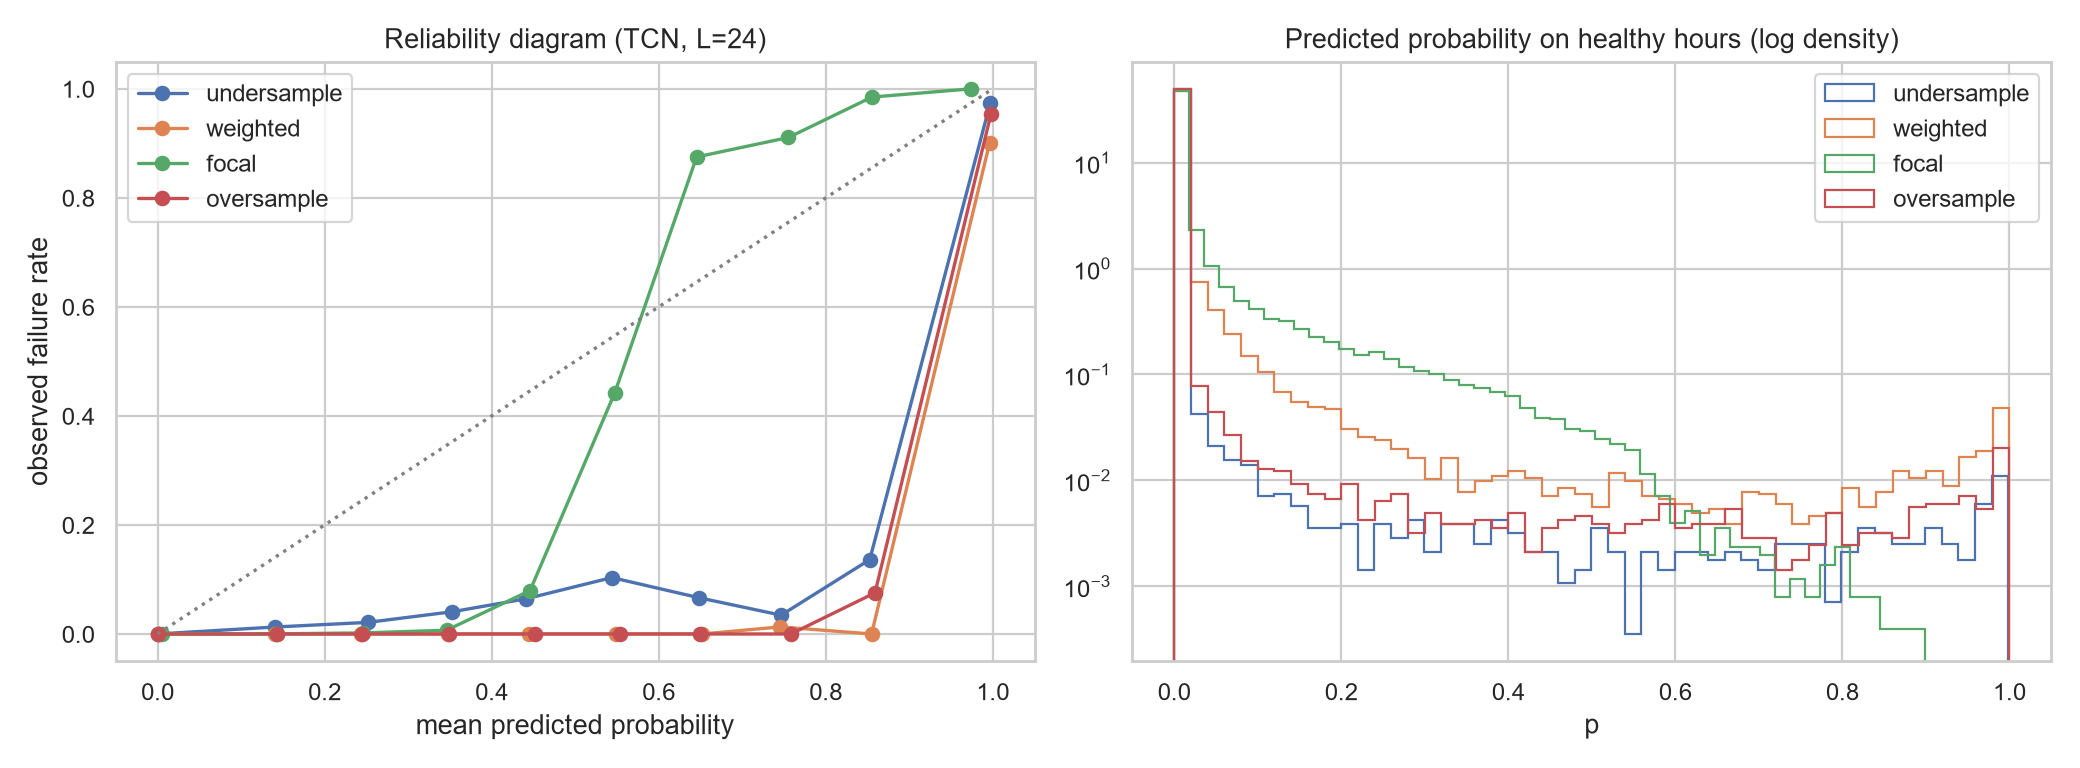 Reliability diagram (TCN, L=24)
undersample
weighted
focal
oversample
1.0
0.8
0.6
0.4
0.2
0.0
observed failure rate
0.0 0.2 0.4 0.6 0.8 1.0
mean predicted probability
Predicted probability on healthy hours (log density)
undersample
weighted
focal
oversample
10¹
10⁰
10⁻¹
10⁻²
10⁻³
0.0 0.2 0.4 0.6 0.8 1.0
p